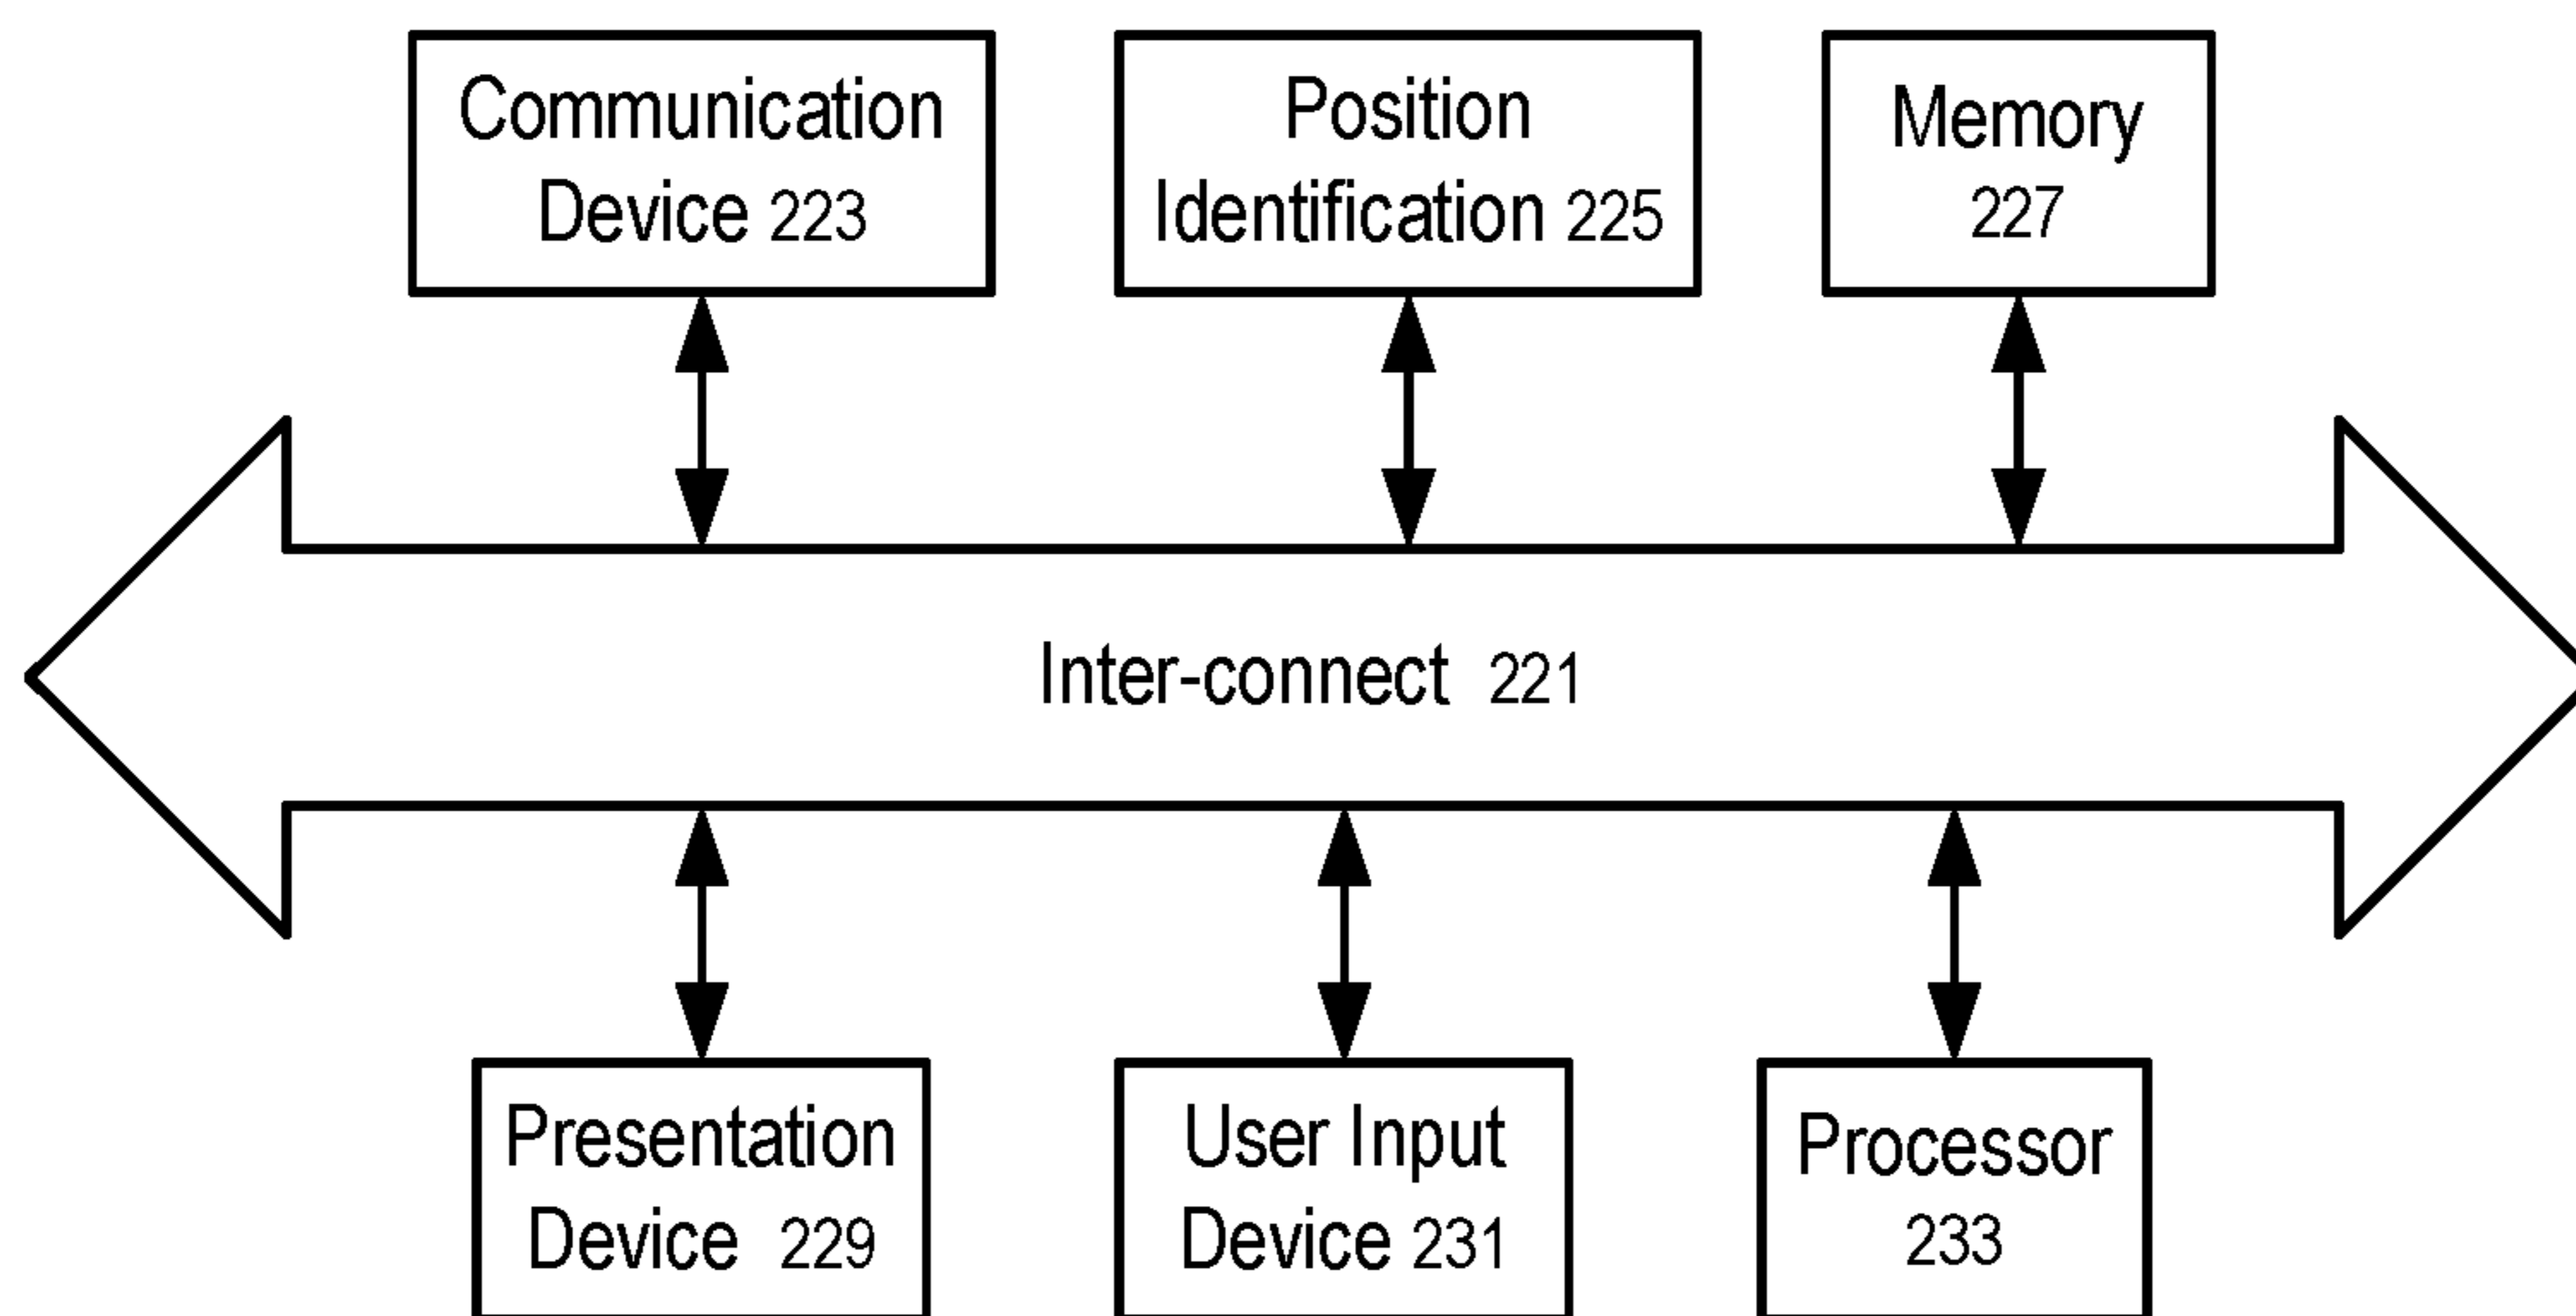 Communication
Device 223
Position
Identification 225
Memory
227
Inter-connect 221
Presentation
Device 229
User Input
Device 231
Processor
233